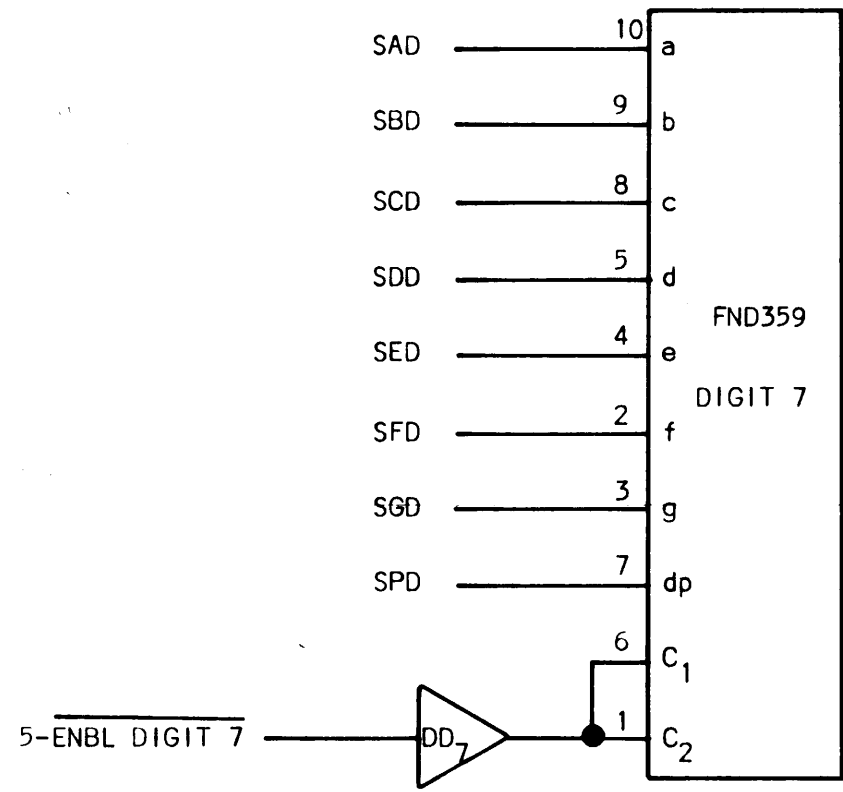 SAD 10 a
SBD 9 b
SCD 8 c
SDD 5 d
FND359
SED 4 e
DIGIT 7
SFD 2 f
SGD 3 g
SPD 7 dp
6 C₁
5-ENBL DIGIT 7 DD₇ 1 C₂